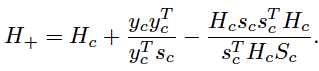 $H_+ = H_c + \frac{y_c y_c^T}{y_c^T s_c} - \frac{H_c s_c s_c^T H_c}{s_c^T H_c S_c}.$